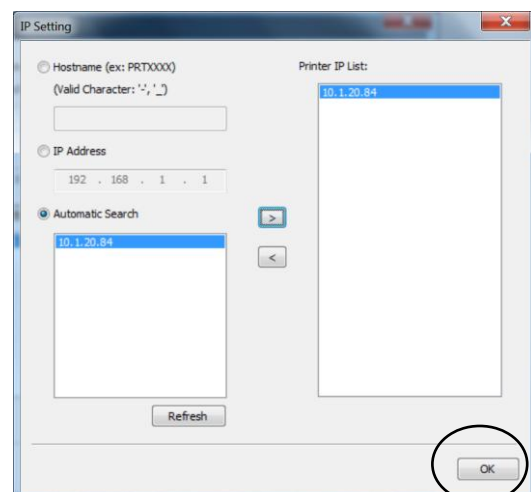 IP Setting
X
Hostname (ex: PRTXXXX)
(Valid Character: '-', '_')
IP Address
192 . 168 . 1 . 1
Automatic Search
10.1.20.84
Refresh
>
<
Printer IP List:
10.1.20.84
OK